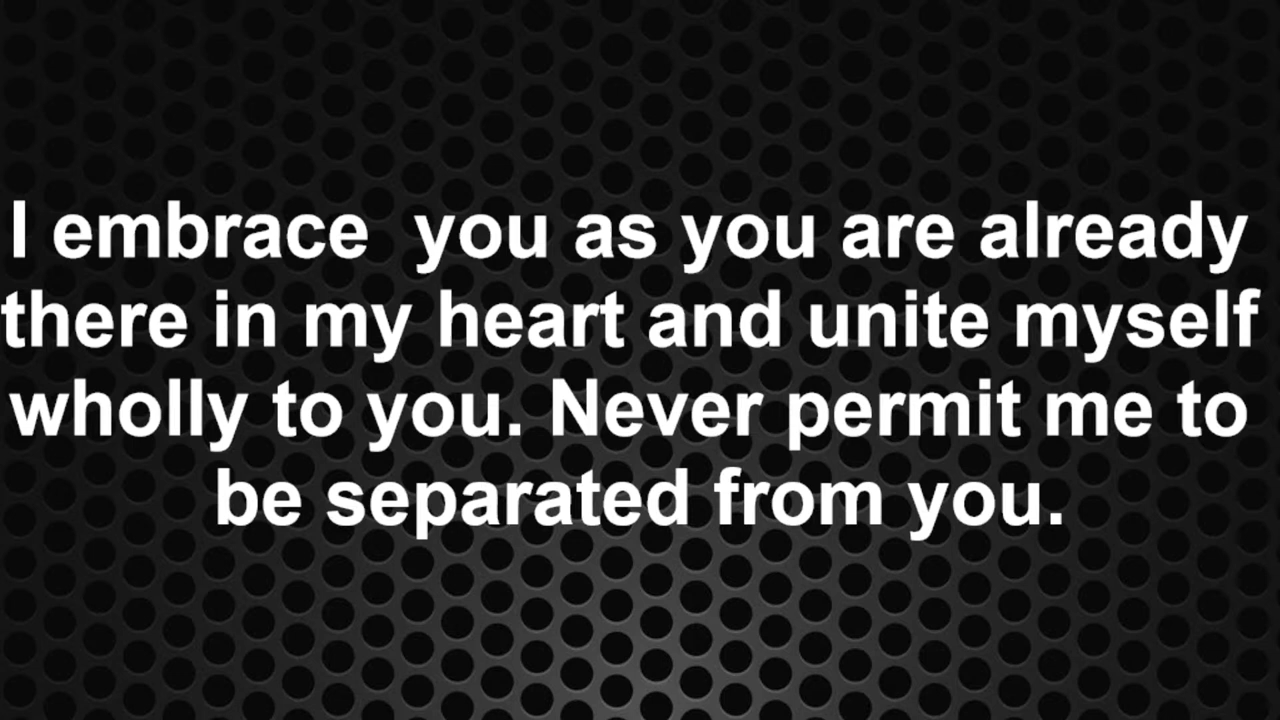 I embrace  you as you are already
there in my heart and unite myself
wholly to you. Never permit me to
be separated from you.